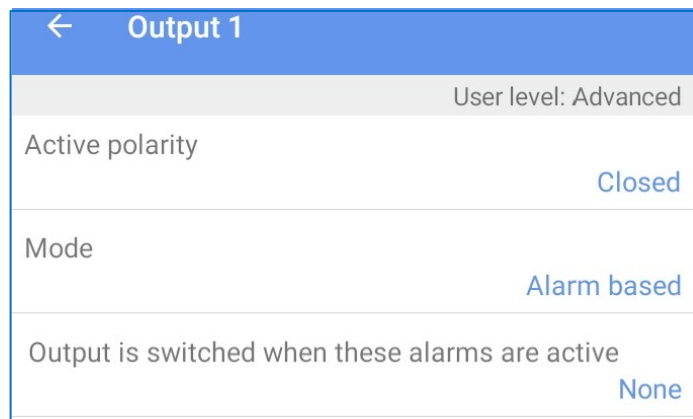 Output 1
User level: Advanced
Active polarity
Closed
Mode
Alarm based
Output is switched when these alarms are active
None